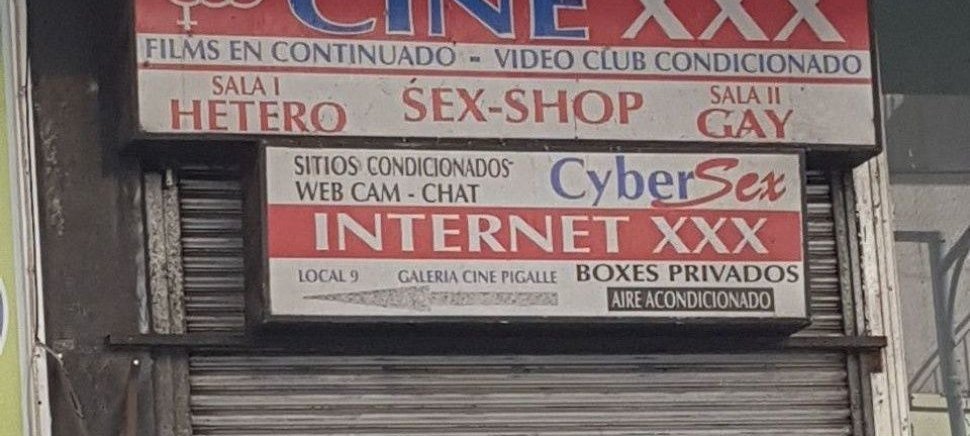 CINE XXX
FILMS EN CONTINUADO - VIDEO CLUB CONDICIONADO
SALA I
HETERO
SEX-SHOP
SALA II
GAY
SITIOS CONDICIONADOS
WEB CAM - CHAT
CyberSex
INTERNET XXX
LOCAL 9 GALERIA CINE PIGALLE
BOXES PRIVADOS
AIRE ACONDICIONADO